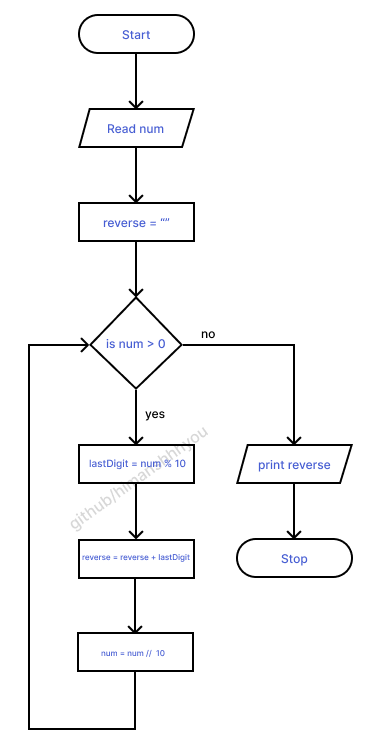 Start
Read num
reverse = “”
is num > 0
no
yes
lastDigit = num % 10
print reverse
github/himanshhhyou
reverse = reverse + lastDigit
Stop
num = num // 10